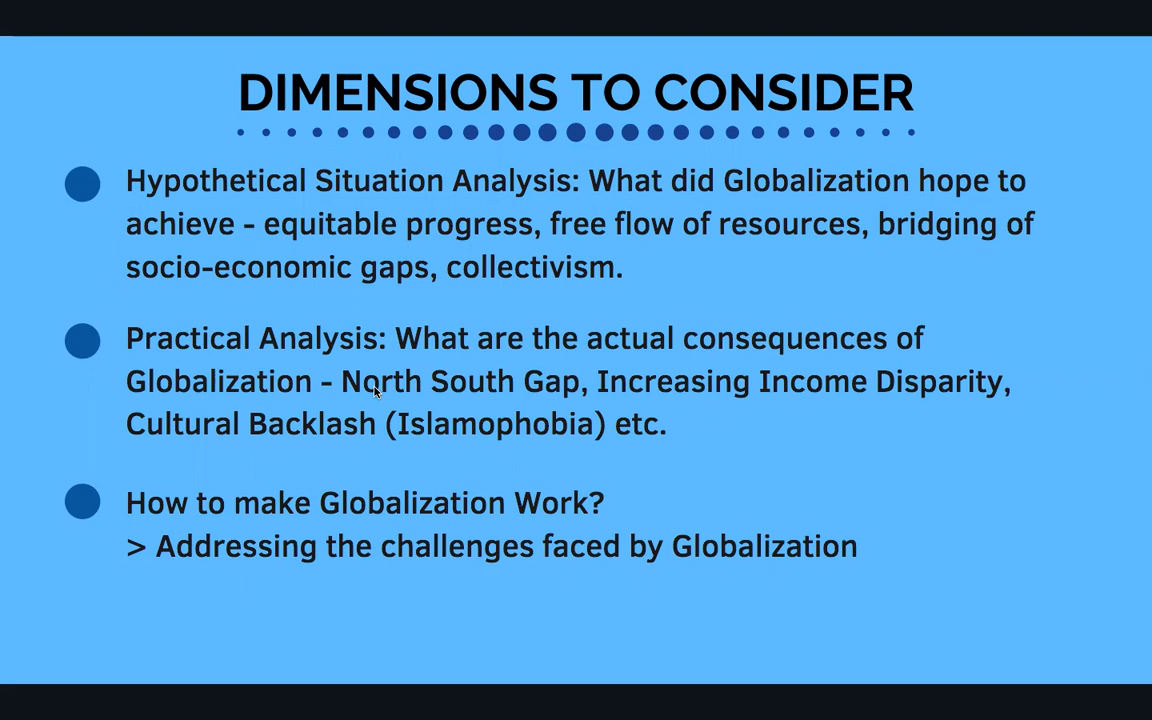 DIMENSIONS TO CONSIDER
Hypothetical Situation Analysis: What did Globalization hope to
achieve - equitable progress, free flow of resources, bridging of
socio-economic gaps, collectivism.
Practical Analysis: What are the actual consequences of
Globalization - North South Gap, Increasing Income Disparity,
Cultural Backlash (Islamophobia) etc.
How to make Globalization Work?
> Addressing the challenges faced by Globalization